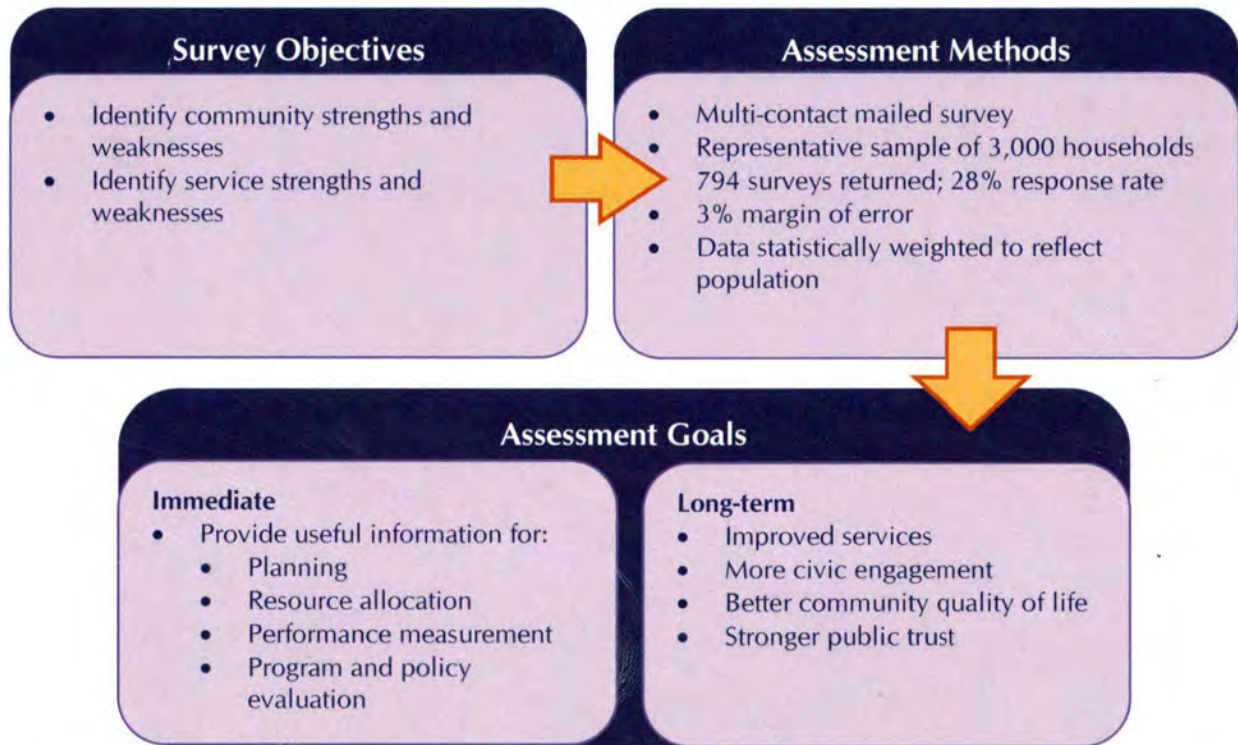 Survey Objectives
• Identify community strengths and
weaknesses
• Identify service strengths and
weaknesses
Assessment Methods
• Multi-contact mailed survey
• Representative sample of 3,000 households
794 surveys returned; 28% response rate
• 3% margin of error
• Data statistically weighted to reflect
population
Assessment Goals
Immediate
• Provide useful information for:
• Planning
• Resource allocation
• Performance measurement
• Program and policy
evaluation
Long-term
• Improved services
• More civic engagement
• Better community quality of life
• Stronger public trust